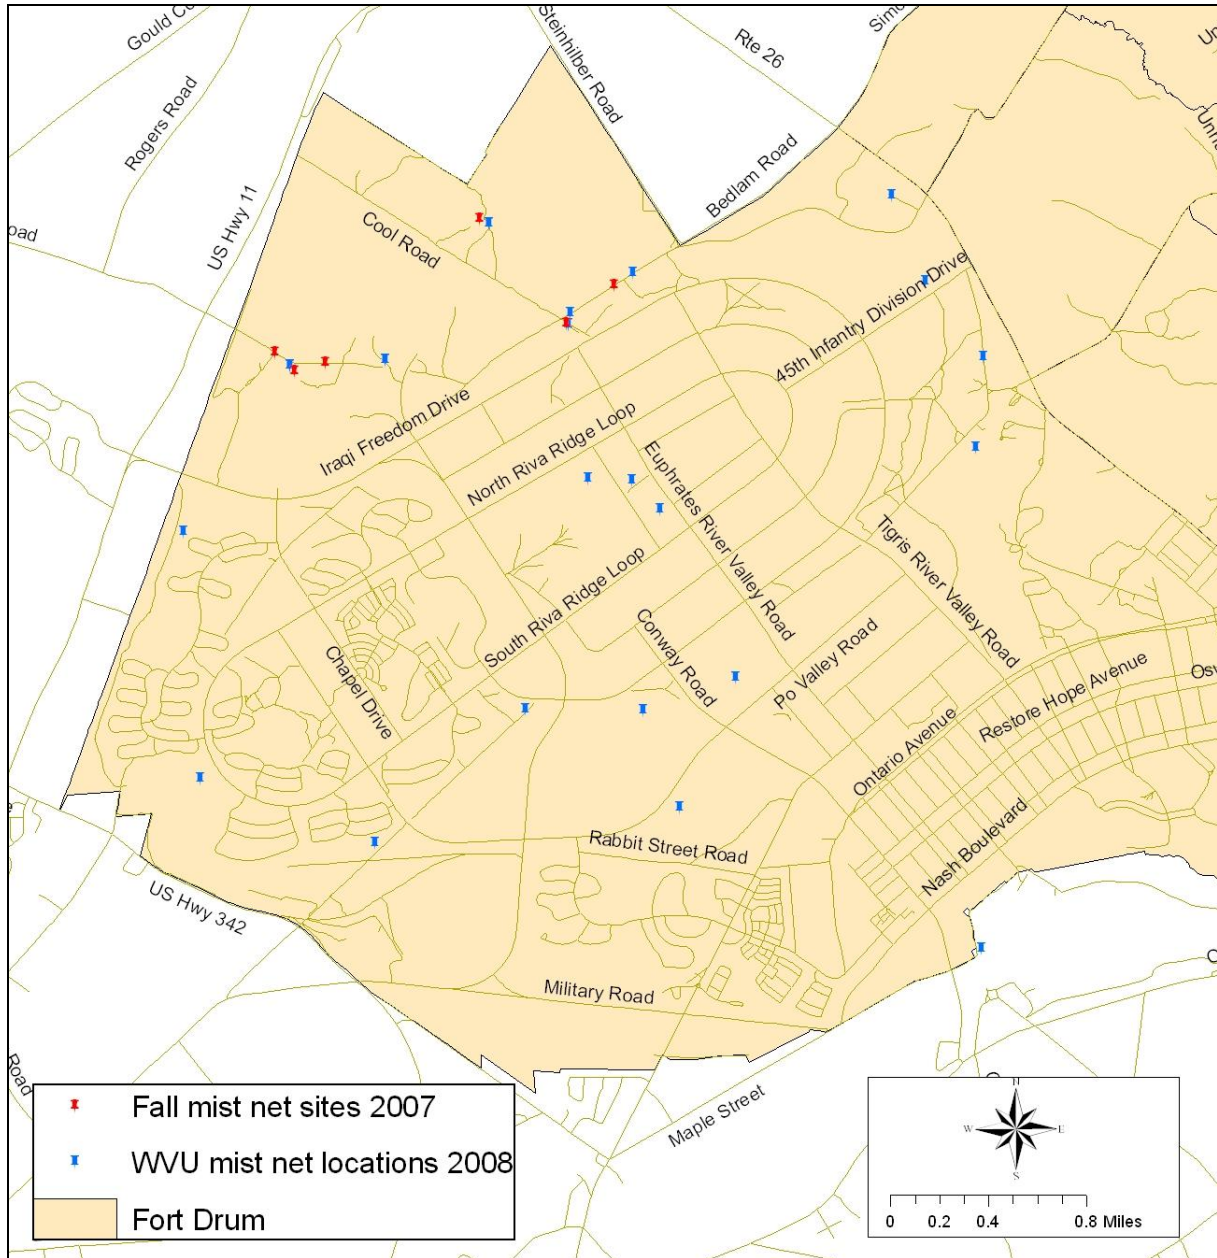 Gould Co
Rogers Road
US Hwy 11
Steinhilber Road
Rte 26
Simo
Un
Unn
Bedlam Road
oad
Cool Road
45th Infantry Division Drive
Iraqi Freedom Drive
North Riva Ridge Loop
Euphrates River Valley Road
Tigris River Valley Road
South Riva Ridge Loop
Conway Road
Chapel Drive
Po Valley Road
Restore Hope Avenue
Osw
Ontario Avenue
Nash Boulevard
Rabbit Street Road
US Hwy 342
Military Road
Maple Street
Road
Fall mist net sites 2007
WVU mist net locations 2008
Fort Drum
N
W
E
S
0 0.2 0.4 0.8 Miles